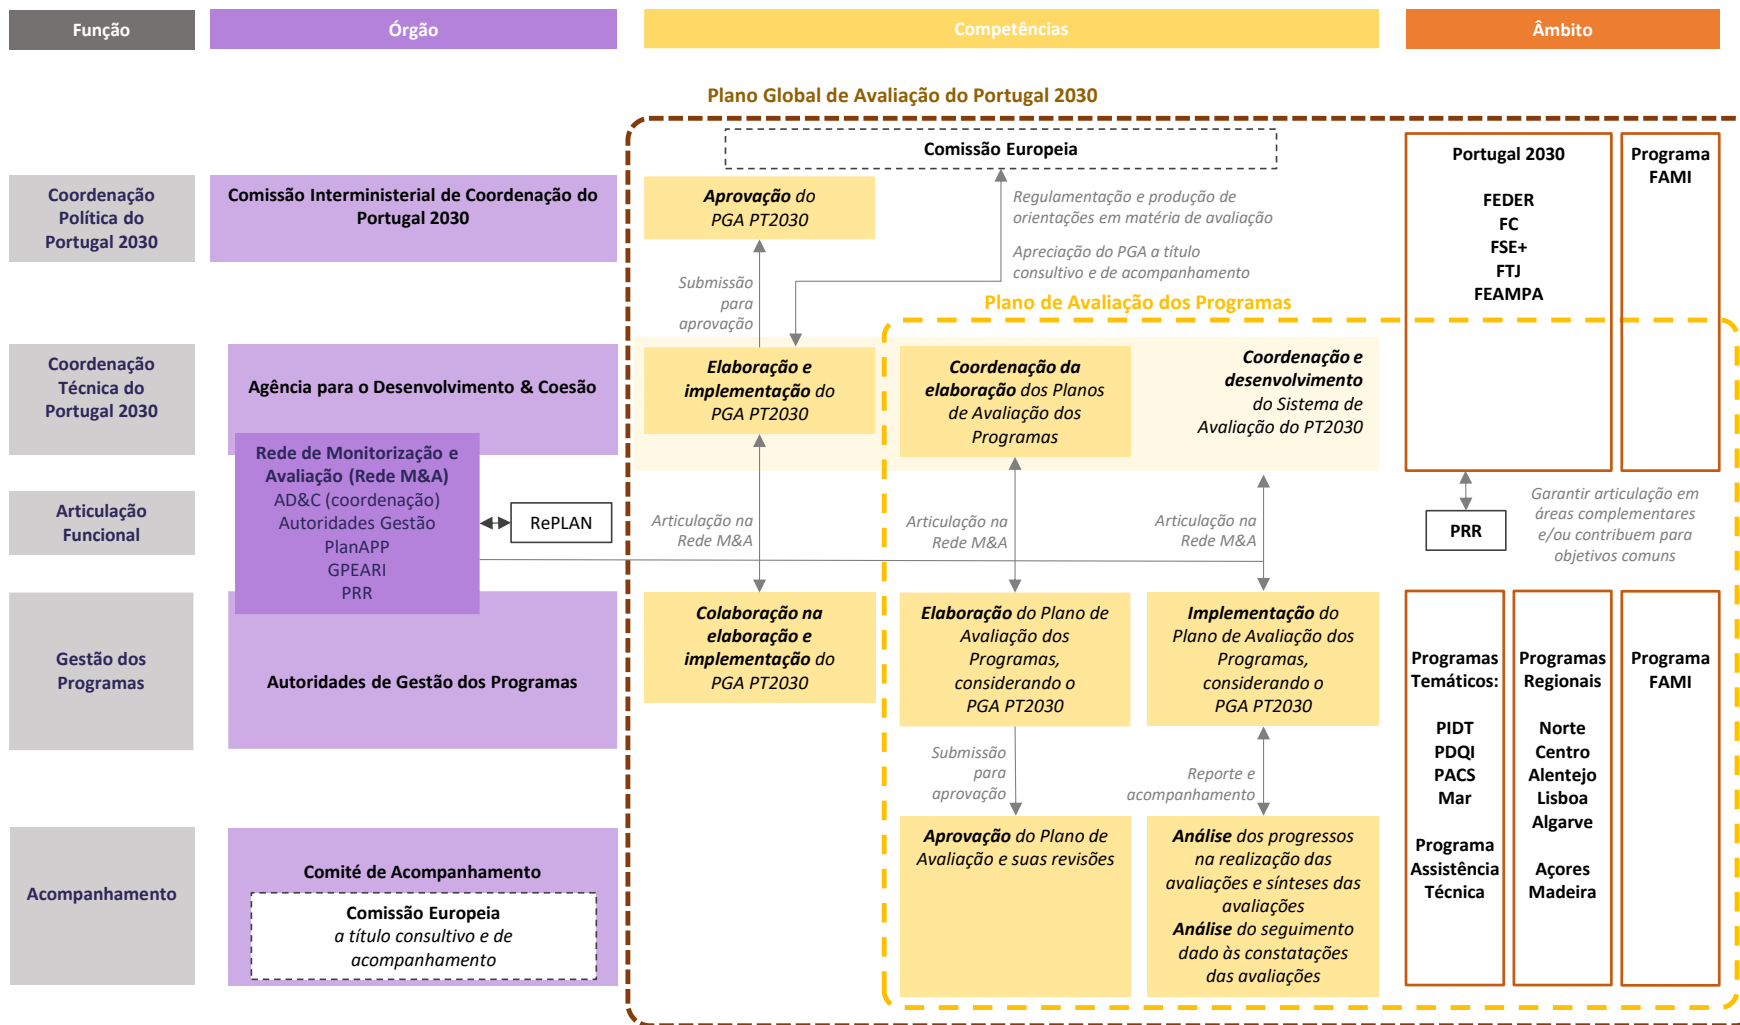 Função
Órgão
Competências
Âmbito
Plano Global de Avaliação do Portugal 2030
Comissão Europeia
Coordenação
Política do
Portugal 2030
Comissão Interministerial de Coordenação do
Portugal 2030
Aprovação do
PGA PT2030
Regulamentação e produção de
orientações em matéria de avaliação
Apreciação do PGA a título
consultivo e de acompanhamento
Submissão
para
aprovação
Portugal 2030
FEDER
FC
FSE+
FTJ
FEAMPA
Programa
FAMI
Plano de Avaliação dos Programas
Coordenação
Técnica do
Portugal 2030
Agência para o Desenvolvimento & Coesão
Elaboração e
implementação do
PGA PT2030
Coordenação da
elaboração dos Planos
de Avaliação dos
Programas
Coordenação e
desenvolvimento
do Sistema de
Avaliação do PT2030
Rede de Monitorização e
Avaliação (Rede M&A)
AD&C (coordenação)
Autoridades Gestão
PlanAPP
GPEARI
PRR
RePLAN
Articulação
Funcional
Articulação na
Rede M&A
Articulação na
Rede M&A
Articulação na
Rede M&A
PRR
Garantir articulação em
áreas complementares
e/ou contribuem para
objetivos comuns
Gestão dos
Programas
Autoridades de Gestão dos Programas
Colaboração na
elaboração e
implementação do
PGA PT2030
Elaboração do Plano de
Avaliação dos
Programas,
considerando o
PGA PT2030
Implementação do
Plano de Avaliação dos
Programas,
considerando o
PGA PT2030
Submissão
para
aprovação
Reporte e
acompanhamento
Programas
Temáticos:
PIDT
PDQI
PACS
Mar
Programa
Assistência
Técnica
Programas
Regionais
Norte
Centro
Alentejo
Lisboa
Algarve
Açores
Madeira
Programa
FAMI
Acompanhamento
Comité de Acompanhamento
Comissão Europeia
a título consultivo e de
acompanhamento
Aprovação do Plano de
Avaliação e suas revisões
Análise dos progressos
na realização das
avaliações e sínteses das
avaliações
Análise do seguimento
dado às constatações
das avaliações